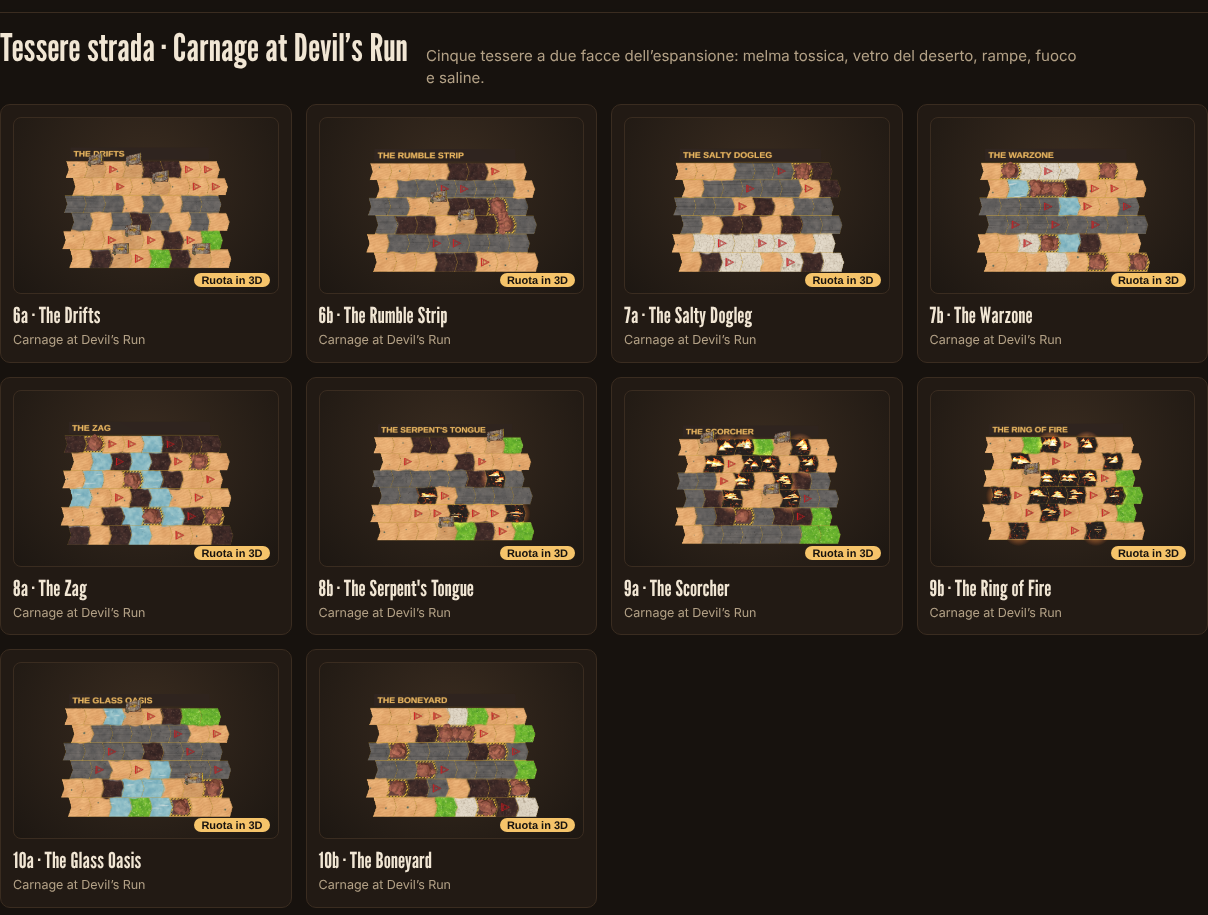 Tessere strada · Carnage at Devil’s Run
Cinque tessere a due facce dell’espansione: melma tossica, vetro del deserto, rampe, fuoco
e saline.
THE DRIFTS
Ruota in 3D
6a · The Drifts
Carnage at Devil’s Run
THE RUMBLE STRIP
Ruota in 3D
6b · The Rumble Strip
Carnage at Devil’s Run
THE SALTY DOGLEG
Ruota in 3D
7a · The Salty Dogleg
Carnage at Devil’s Run
THE WARZONE
Ruota in 3D
7b · The Warzone
Carnage at Devil’s Run
THE ZAG
Ruota in 3D
8a · The Zag
Carnage at Devil’s Run
THE SERPENT'S TONGUE
Ruota in 3D
8b · The Serpent's Tongue
Carnage at Devil’s Run
THE SCORCHER
Ruota in 3D
9a · The Scorcher
Carnage at Devil’s Run
THE RING OF FIRE
Ruota in 3D
9b · The Ring of Fire
Carnage at Devil’s Run
THE GLASS OASIS
Ruota in 3D
10a · The Glass Oasis
Carnage at Devil’s Run
THE BONEYARD
Ruota in 3D
10b · The Boneyard
Carnage at Devil’s Run